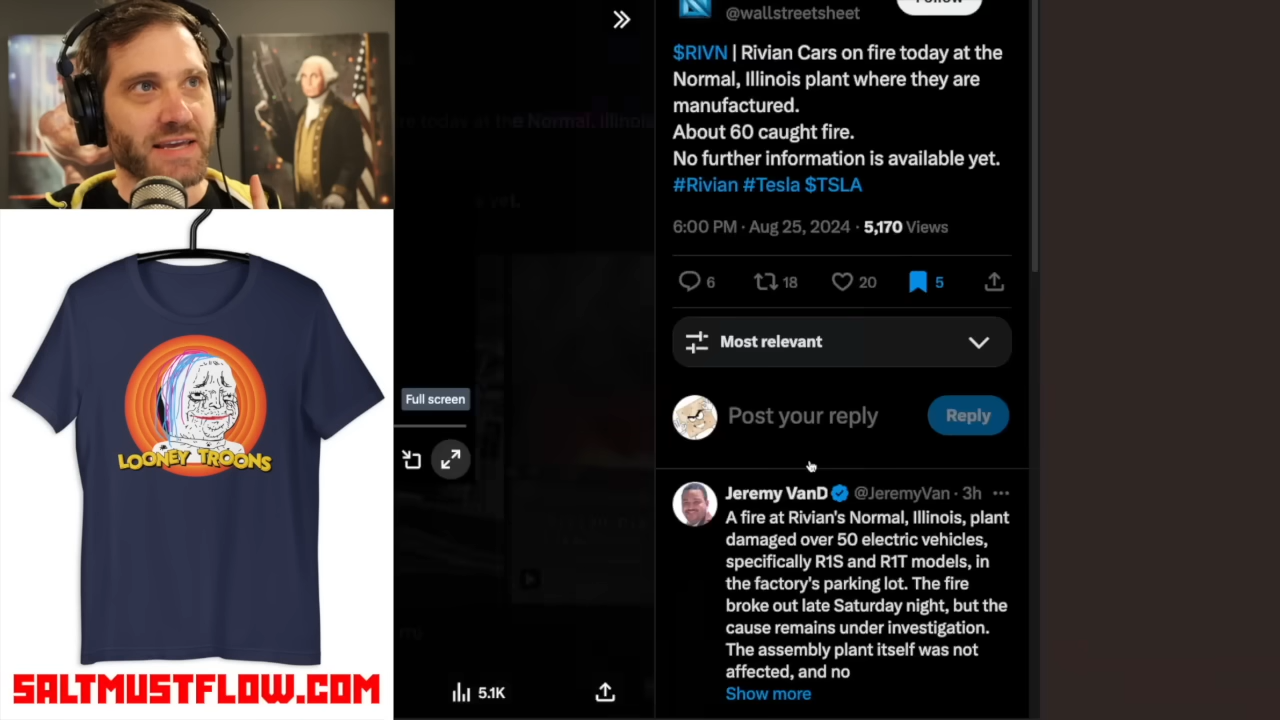 @wallstreetsheet
$RIVN | Rivian Cars on fire today at the
Normal, Illinois plant where they are
manufactured.
About 60 caught fire.
No further information is available yet.
#Rivian #Tesla $TSLA
6:00 PM · Aug 25, 2024 · 5,170 Views
6
18
20
5
Most relevant
Full screen
Post your reply
Reply
LOONEY TROONS
Jeremy VanD @JeremyVan · 3h
A fire at Rivian's Normal, Illinois, plant
damaged over 50 electric vehicles,
specifically R1S and R1T models, in
the factory's parking lot. The fire
broke out late Saturday night, but the
cause remains under investigation.
The assembly plant itself was not
affected, and no
Show more
5.1K
SALTMUSTFLOW.COM